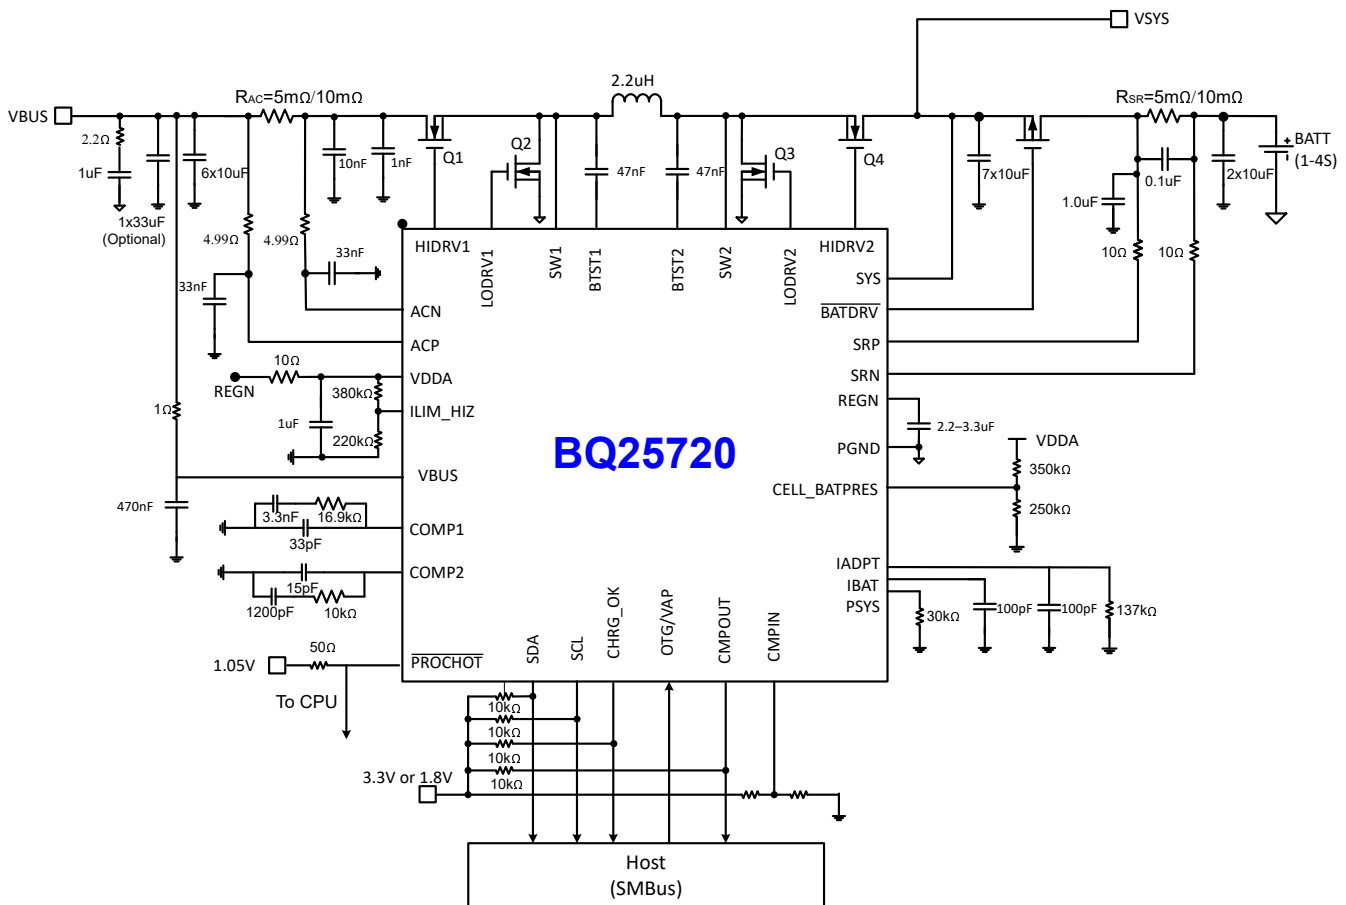 VSYS
2.2uH
RAC=5mΩ/10mΩ
RSR=5mΩ/10mΩ
VBUS
2.2Ω
1uF
1x33uF
(Optional)
6x10uF
10nF
1nF
Q1
Q2
47nF
47nF
Q3
Q4
7x10uF
0.1uF
1.0uF
2x10uF
+
BATT
-
(1-4S)
4.99Ω
4.99Ω
33nF
33nF
10Ω
10Ω
HIDRV1
LODRV1
SW1
BTST1
BTST2
SW2
LODRV2
HIDRV2
SYS
BATDRV
SRP
SRN
REGN
PGND
CELL_BATPRES
IADPT
IBAT
PSYS
ACN
ACP
VDDA
ILIM_HIZ
VBUS
COMP1
COMP2
PROCHOT
SDA
SCL
CHRG_OK
OTG/VAP
CMPOUT
CMPIN
BQ25720
REGN
10Ω
380kΩ
1uF
220kΩ
1Ω
470nF
3.3nF
16.9kΩ
33pF
15pF
1200pF
10kΩ
2.2–3.3uF
VDDA
350kΩ
250kΩ
30kΩ
100pF
100pF
137kΩ
1.05V
50Ω
To CPU
10kΩ
10kΩ
10kΩ
10kΩ
3.3V or 1.8V
Host
(SMBus)